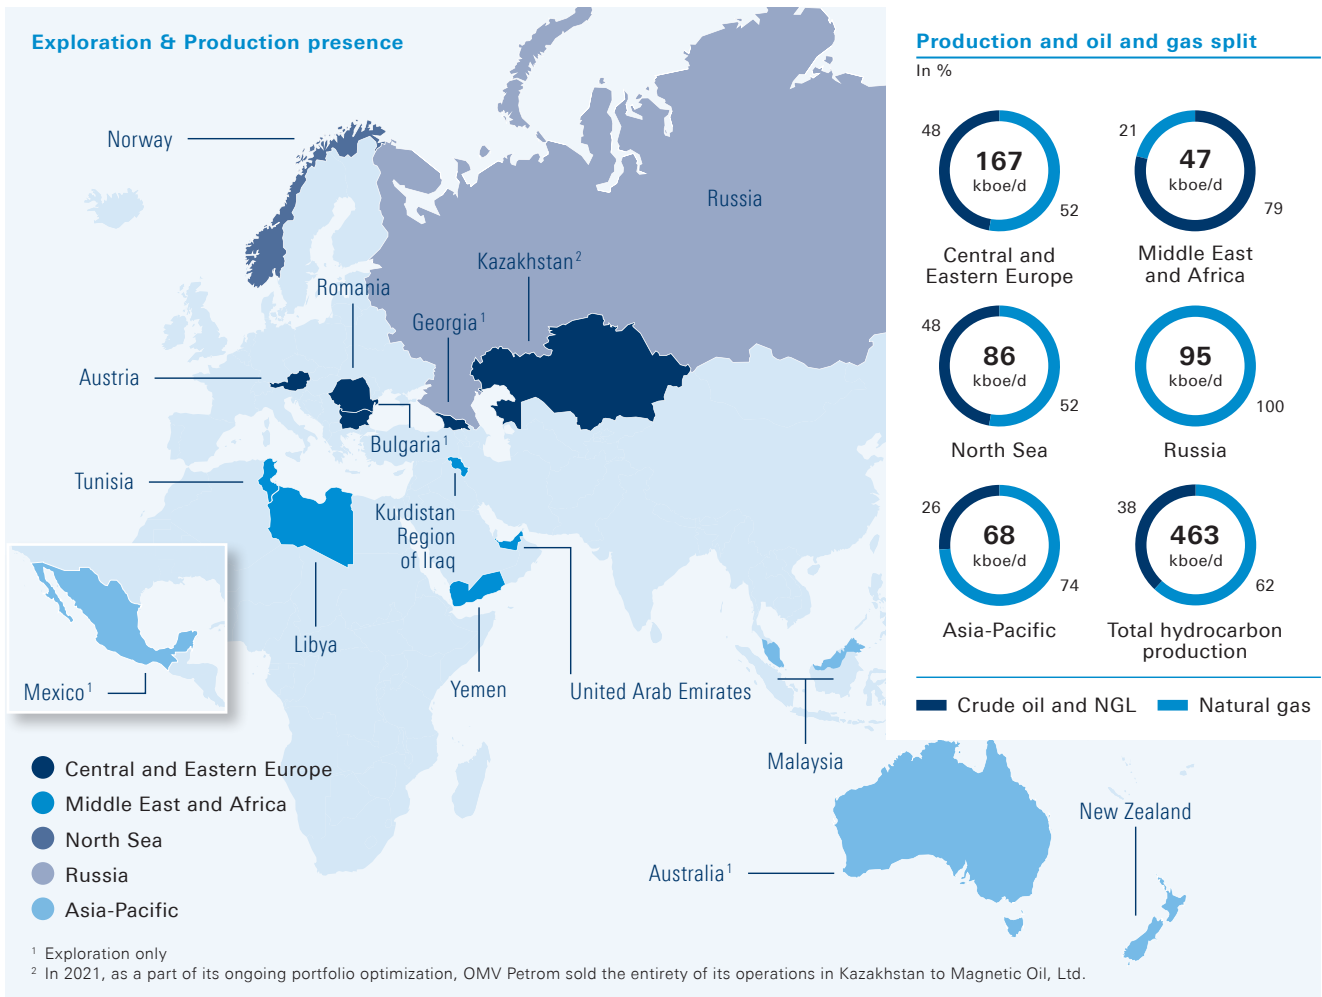 Exploration & Production presence
Norway
Russia
Kazakhstan²
Romania
Georgia¹
Austria
Bulgaria¹
Tunisia
Kurdistan
Region
of Iraq
Libya
Mexico¹
Yemen
United Arab Emirates
Malaysia
New Zealand
Australia¹
Central and Eastern Europe
Middle East and Africa
North Sea
Russia
Asia-Pacific
¹ Exploration only
² In 2021, as a part of its ongoing portfolio optimization, OMV Petrom sold the entirety of its operations in Kazakhstan to Magnetic Oil, Ltd.
Production and oil and gas split
In %
48
167
kboe/d
52
Central and
Eastern Europe
21
47
kboe/d
79
Middle East
and Africa
48
86
kboe/d
52
North Sea
95
kboe/d
100
Russia
26
68
kboe/d
74
Asia-Pacific
38
463
kboe/d
62
Total hydrocarbon
production
Crude oil and NGL
Natural gas